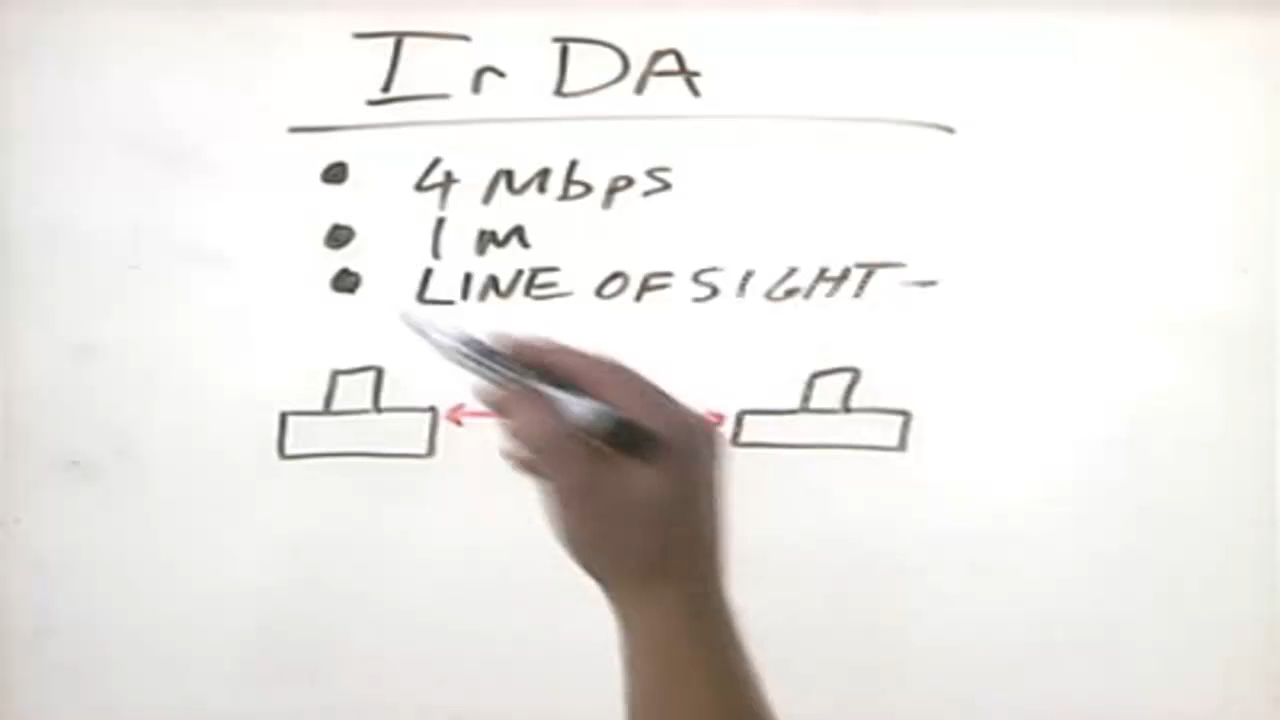 IrDA
• 4 Mbps
• 1 M
• LINE OF SIGHT -